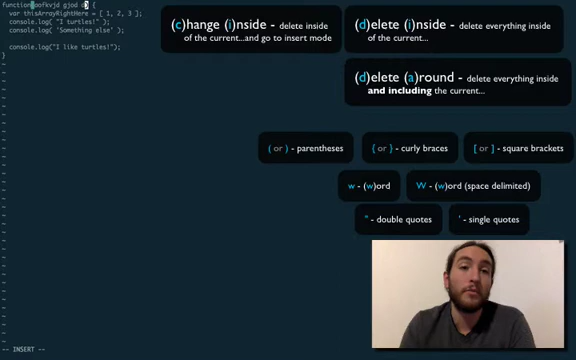 function(aofkvjd gjod d) {
var thisArrayRightHere = [ 1, 2, 3 ];
console.log( "I turtles!" );
console.log( 'Something else' );
console.log("I like turtles!");
}
-- INSERT --
(c)hange (i)nside - delete inside
of the current...and go to insert mode
(d)elete (i)nside - delete everything inside
of the current...
(d)elete (a)round - delete everything inside
and including the current...
( or ) - parentheses
{ or } - curly braces
[ or ] - square brackets
w - (w)ord
W - (w)ord (space delimited)
" - double quotes
' - single quotes